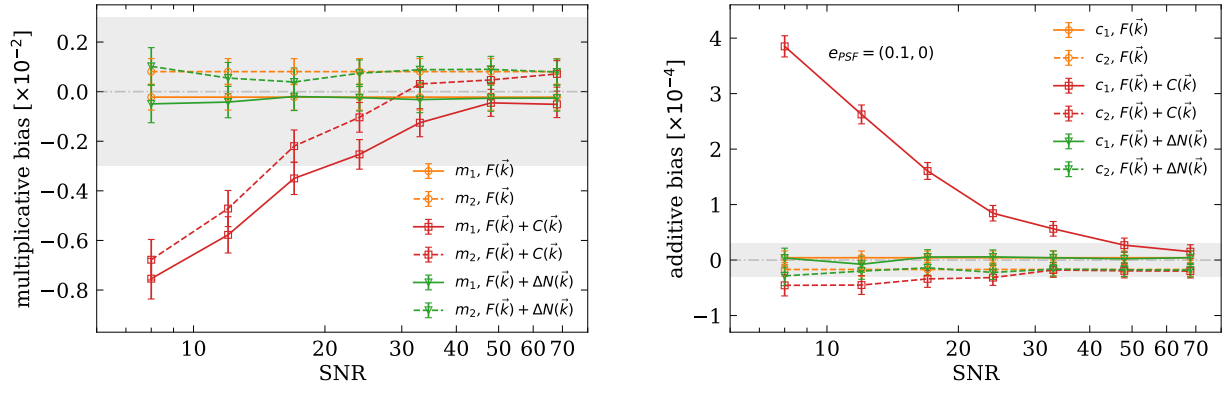 multiplicative bias [×10⁻²]
0.2
0.0
−0.2
−0.4
−0.6
−0.8
m₁, F(k⃗)
m₂, F(k⃗)
m₁, F(k⃗) + C(k⃗)
m₂, F(k⃗) + C(k⃗)
m₁, F(k⃗) + ΔN(k⃗)
m₂, F(k⃗) + ΔN(k⃗)
10 20 30 40 50 60 70
SNR
additive bias [×10⁻⁴]
4
3
2
1
0
−1
e_PSF = (0.1, 0)
c₁, F(k⃗)
c₂, F(k⃗)
c₁, F(k⃗) + C(k⃗)
c₂, F(k⃗) + C(k⃗)
c₁, F(k⃗) + ΔN(k⃗)
c₂, F(k⃗) + ΔN(k⃗)
10 20 30 40 50 60 70
SNR